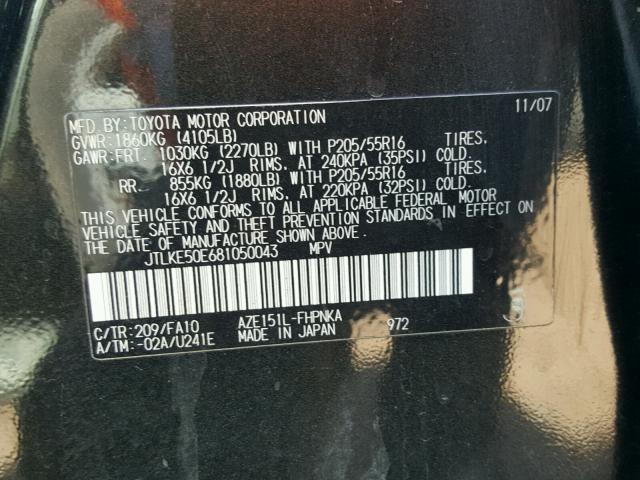 MFD.BY:TOYOTA MOTOR CORPORATION 11/07
GVWR:1860KG (4105LB)
GAWR:FRT. 1030KG (2270LB) WITH P205/55R16 TIRES,
16X6 1/2J RIMS, AT 240KPA (35PSI) COLD.
RR. 855KG (1880LB) WITH P205/55R16 TIRES,
16X6 1/2J RIMS, AT 220KPA (32PSI) COLD.
THIS VEHICLE CONFORMS TO ALL APPLICABLE FEDERAL MOTOR
VEHICLE SAFETY AND THEFT PREVENTION STANDARDS IN EFFECT ON
THE DATE OF MANUFACTURE SHOWN ABOVE.
JTLKE50E681050043 MPV
C/TR:209/FA10 AZE151L-FHPNKA
A/TM:-02A/U241E MADE IN JAPAN 972